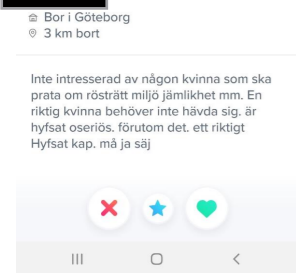 Bor i Göteborg
3 km bort
Inte intresserad av någon kvinna som ska
prata om rösträtt miljö jämlikhet mm. En
riktig kvinna behöver inte hävda sig. är
hyfsat oseriös. förutom det. ett riktigt
Hyfsat kap. må ja säj